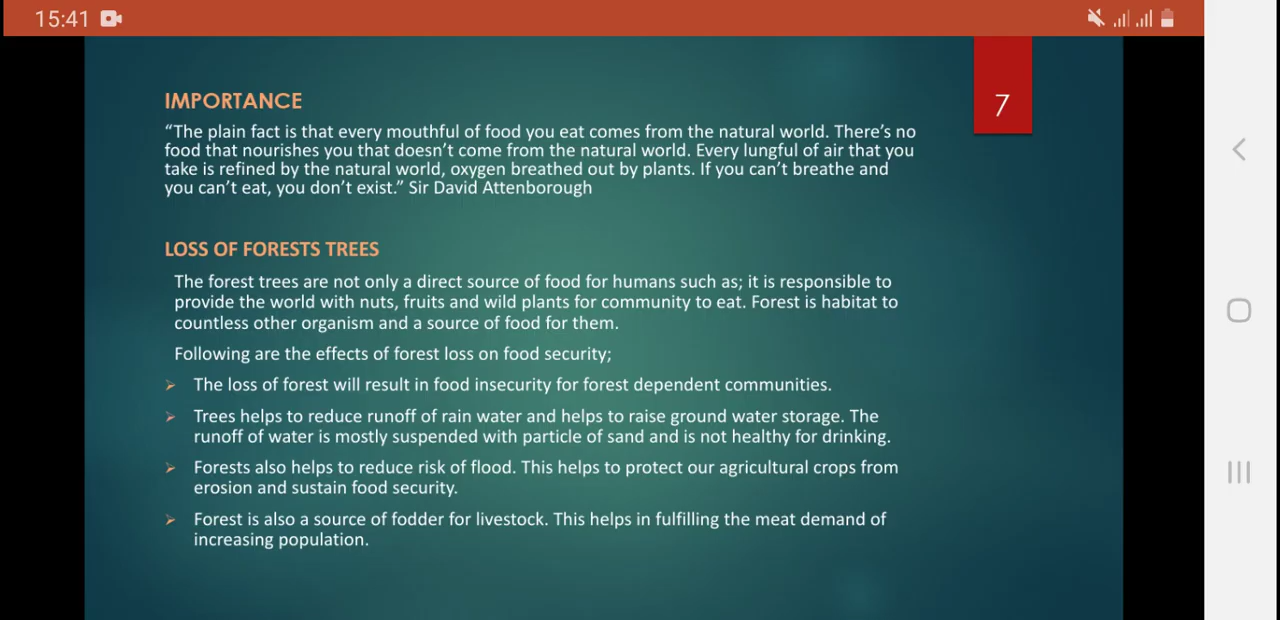 15:41
7
IMPORTANCE
“The plain fact is that every mouthful of food you eat comes from the natural world. There’s no
food that nourishes you that doesn’t come from the natural world. Every lungful of air that you
take is refined by the natural world, oxygen breathed out by plants. If you can’t breathe and
you can’t eat, you don’t exist.” Sir David Attenborough
LOSS OF FORESTS TREES
The forest trees are not only a direct source of food for humans such as; it is responsible to
provide the world with nuts, fruits and wild plants for community to eat. Forest is habitat to
countless other organism and a source of food for them.
Following are the effects of forest loss on food security;
The loss of forest will result in food insecurity for forest dependent communities.
Trees helps to reduce runoff of rain water and helps to raise ground water storage. The
runoff of water is mostly suspended with particle of sand and is not healthy for drinking.
Forests also helps to reduce risk of flood. This helps to protect our agricultural crops from
erosion and sustain food security.
Forest is also a source of fodder for livestock. This helps in fulfilling the meat demand of
increasing population.